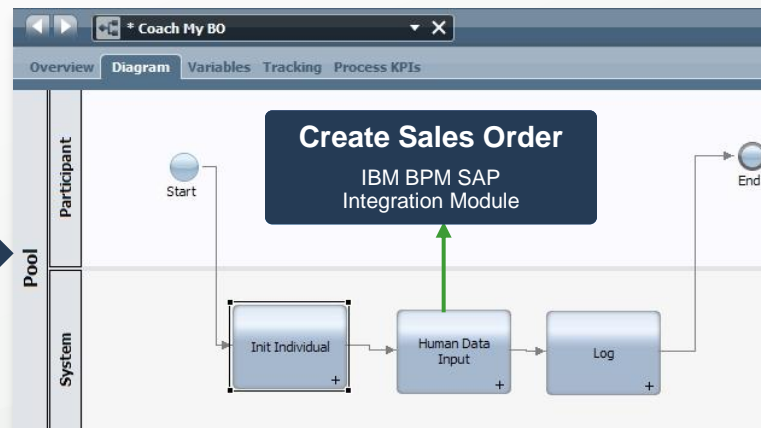 * Coach My BO
Overview Diagram Variables Tracking Process KPIs
Pool
Participant
Start
Create Sales Order
IBM BPM SAP
Integration Module
End
System
Init Individual
+
Human Data
Input
+
Log
+